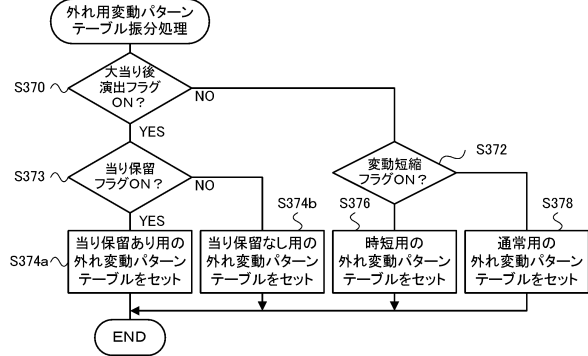 外れ用変動パターン
テーブル振分処理
S370
大当り後
演出フラグ
ON?
NO
YES
S372
変動短縮
フラグON?
S373
当り保留
フラグON?
NO
YES
S374a
当り保留あり用の
外れ変動パターン
テーブルをセット
S374b
当り保留なし用の
外れ変動パターン
テーブルをセット
S376
時短用の
外れ変動パターン
テーブルをセット
S378
通常用の
外れ変動パターン
テーブルをセット
END